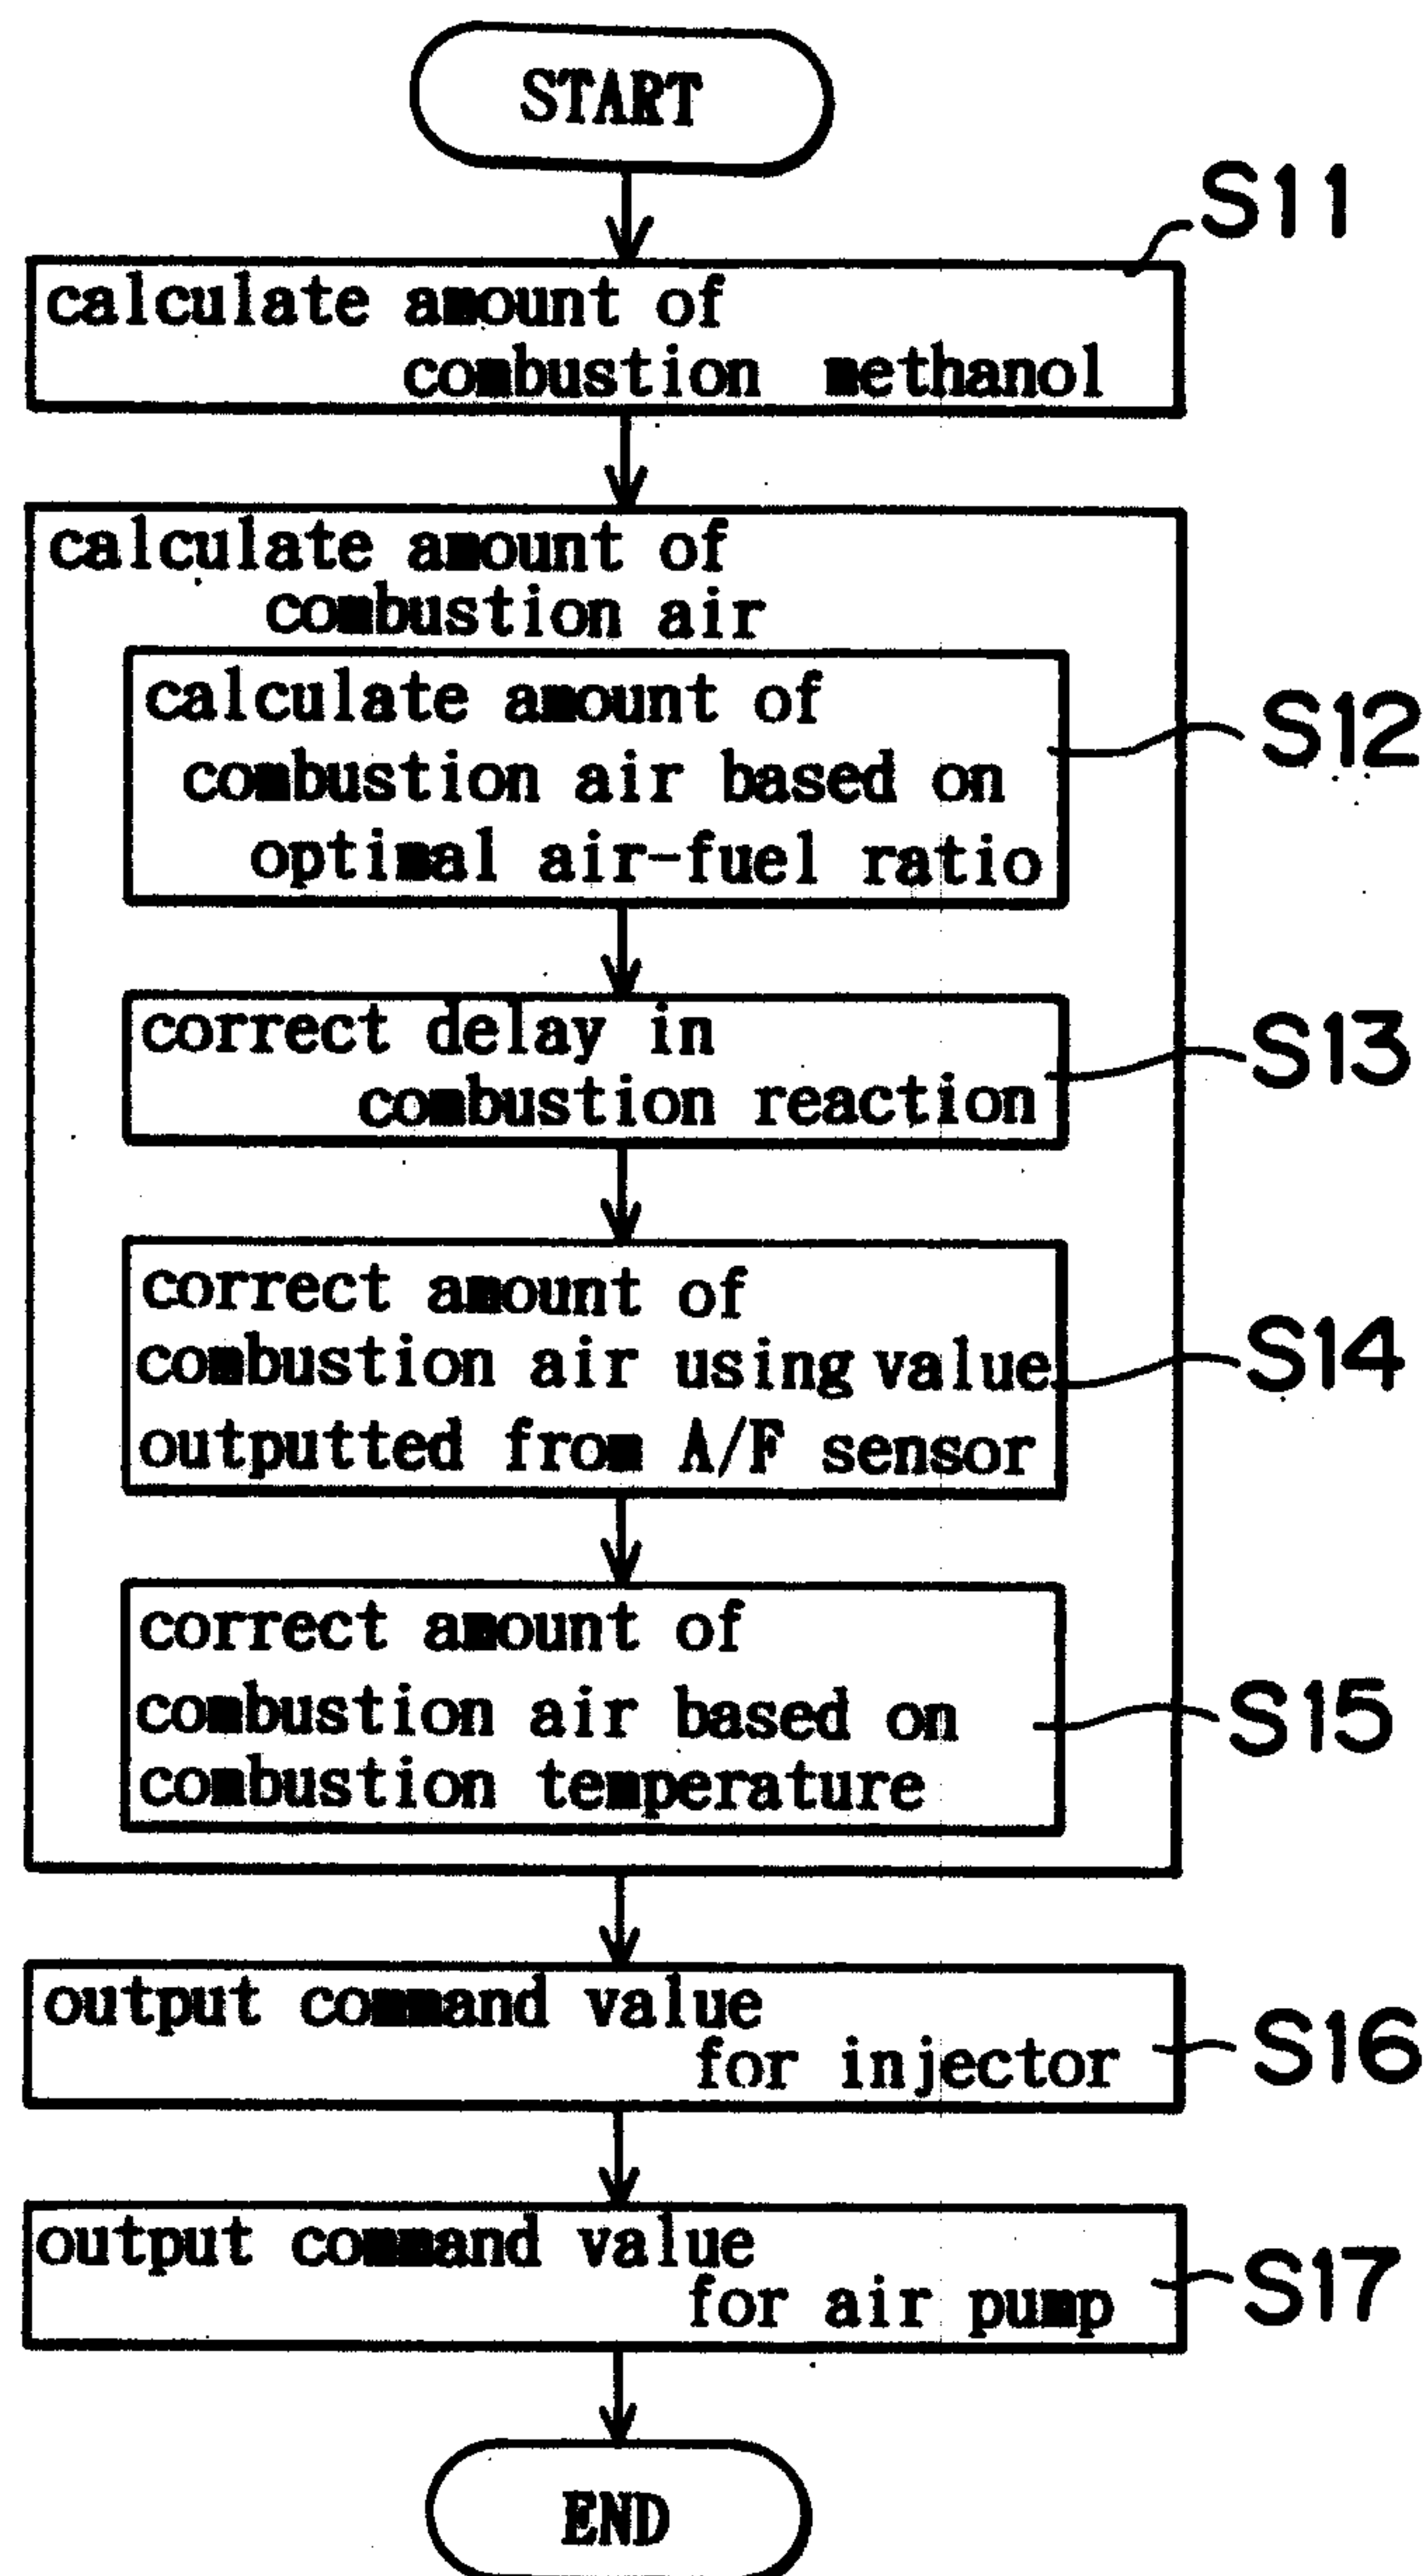 START
S11
calculate amount of
combustion methanol
calculate amount of
combustion air
calculate amount of
combustion air based on
optimal air-fuel ratio
S12
correct delay in
combustion reaction
S13
correct amount of
combustion air using value
outputted from A/F sensor
S14
correct amount of
combustion air based on
combustion temperature
S15
output command value
for injector
S16
output command value
for air pump
S17
END